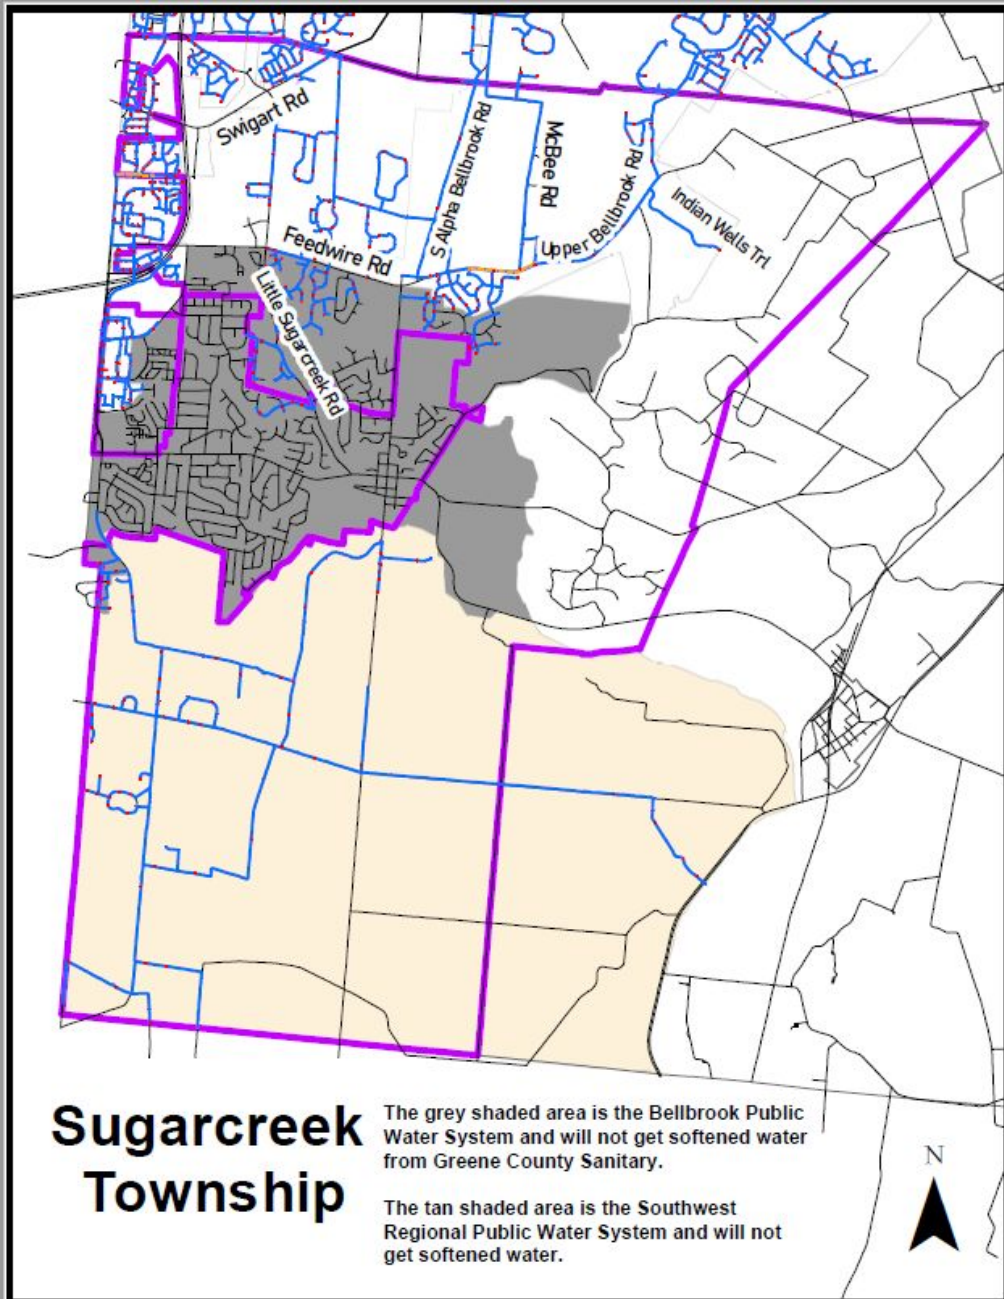 Swigart Rd
S Alpha Bellbrook Rd
McBee Rd
Upper Bellbrook Rd
Indian Wells Trl
Feedwire Rd
Little Sugarcreek Rd
Sugarcreek
Township
The grey shaded area is the Bellbrook Public
Water System and will not get softened water
from Greene County Sanitary.
The tan shaded area is the Southwest
Regional Public Water System and will not
get softened water.
N